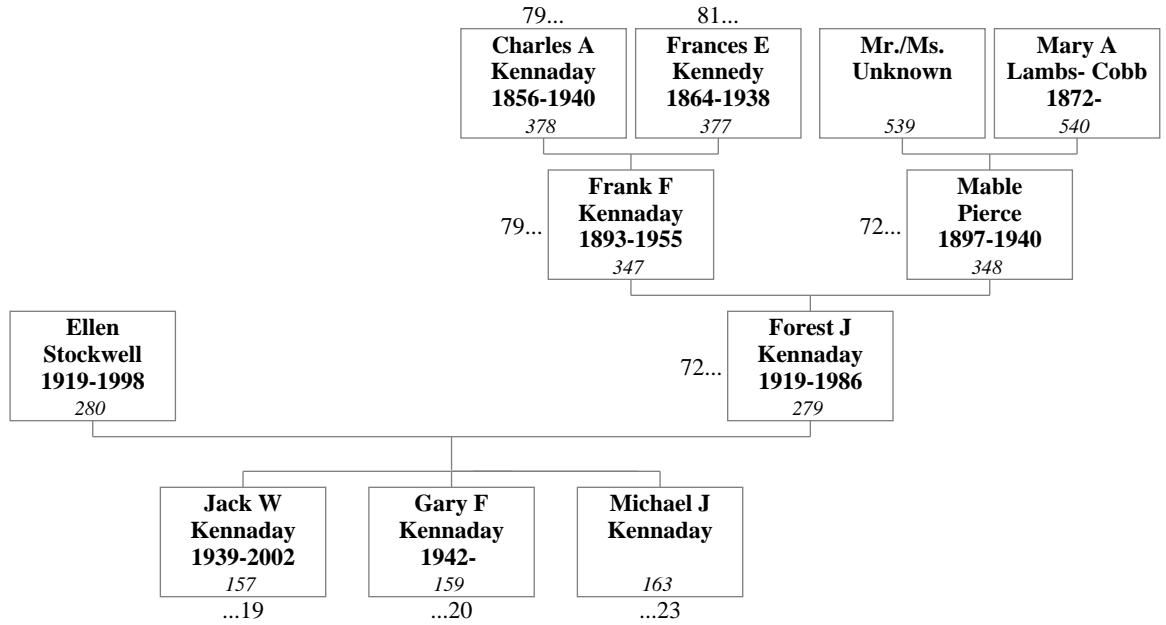 79...
81...
Charles A
Kennaday
1856-1940
378
Frances E
Kennedy
1864-1938
377
Mr./Ms.
Unknown
539
Mary A
Lambs- Cobb
1872-
540
79...
Frank F
Kennaday
1893-1955
347
72...
Mable
Pierce
1897-1940
348
Ellen
Stockwell
1919-1998
280
72...
Forest J
Kennaday
1919-1986
279
Jack W
Kennaday
1939-2002
157
...19
Gary F
Kennaday
1942-
159
...20
Michael J
Kennaday
163
...23